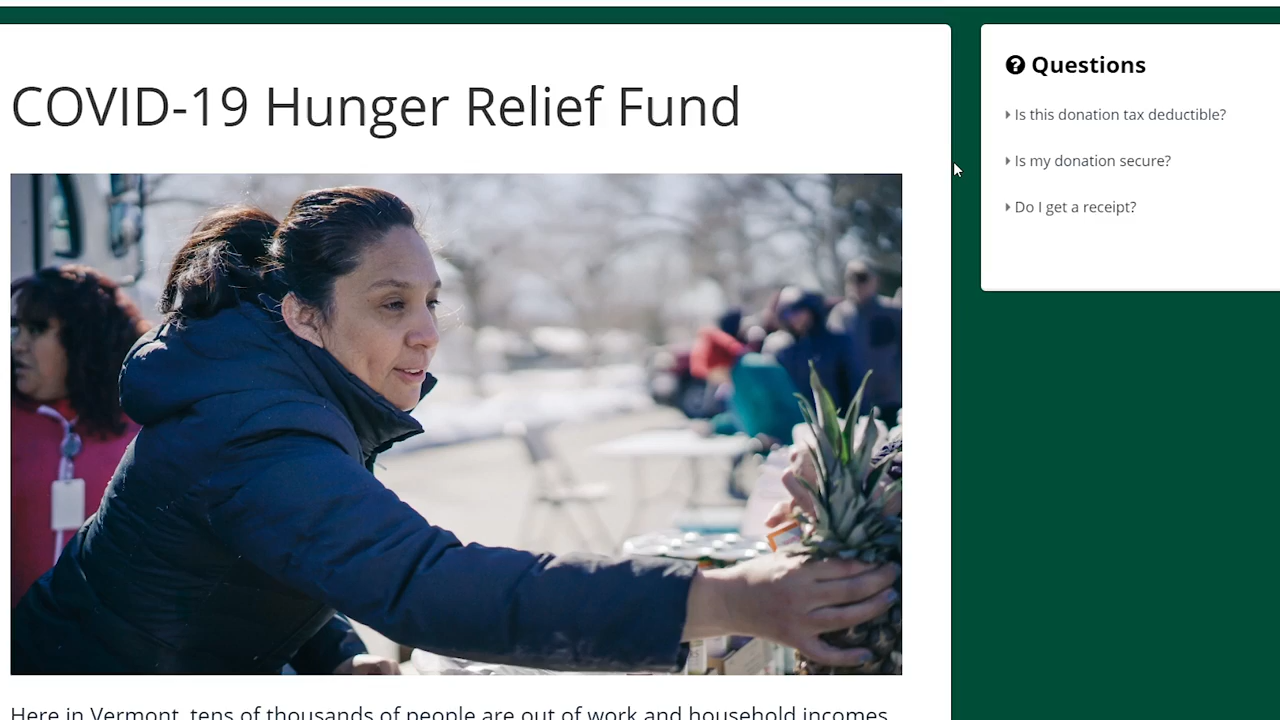 COVID-19 Hunger Relief Fund
Questions
Is this donation tax deductible?
Is my donation secure?
Do I get a receipt?
Here in Vermont, tens of thousands of people are out of work and household incomes